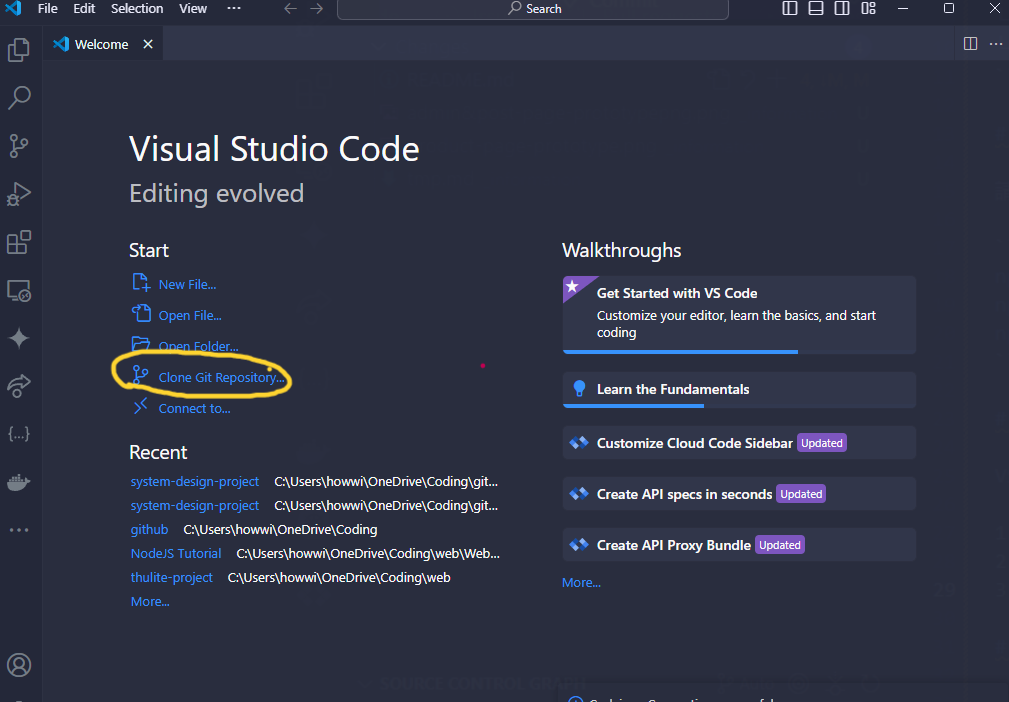 File Edit Selection View ··· Search
Welcome
Visual Studio Code
Editing evolved
Start
New File...
Open File...
Open Folder...
Clone Git Repository...
Connect to...
Recent
system-design-project C:\Users\howwi\OneDrive\Coding\git...
system-design-project C:\Users\howwi\OneDrive\Coding\git...
github C:\Users\howwi\OneDrive\Coding
NodeJS Tutorial C:\Users\howwi\OneDrive\Coding\web\Web...
thulite-project C:\Users\howwi\OneDrive\Coding\web
More...
Walkthroughs
Get Started with VS Code
Customize your editor, learn the basics, and start
coding
Learn the Fundamentals
Customize Cloud Code Sidebar Updated
Create API specs in seconds Updated
Create API Proxy Bundle Updated
More...